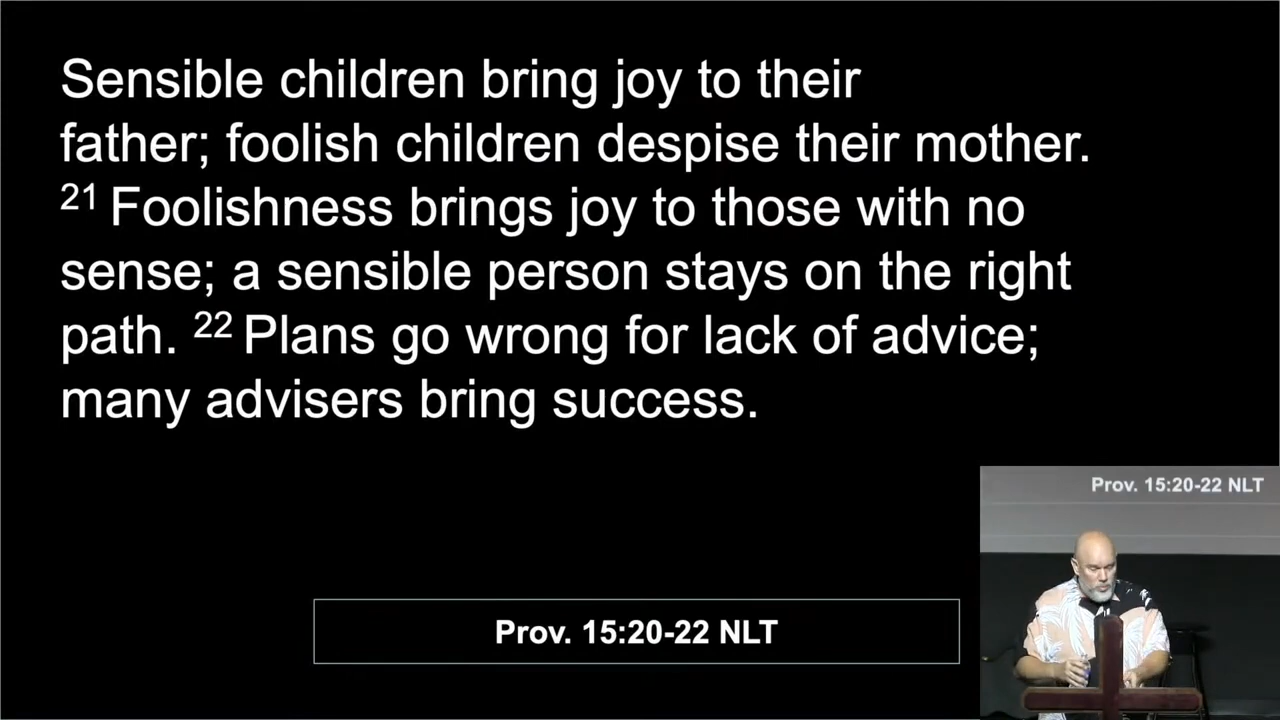 Sensible children bring joy to their
father; foolish children despise their mother.
21 Foolishness brings joy to those with no
sense; a sensible person stays on the right
path. 22 Plans go wrong for lack of advice;
many advisers bring success.
Prov. 15:20-22 NLT
Prov. 15:20-22 NLT